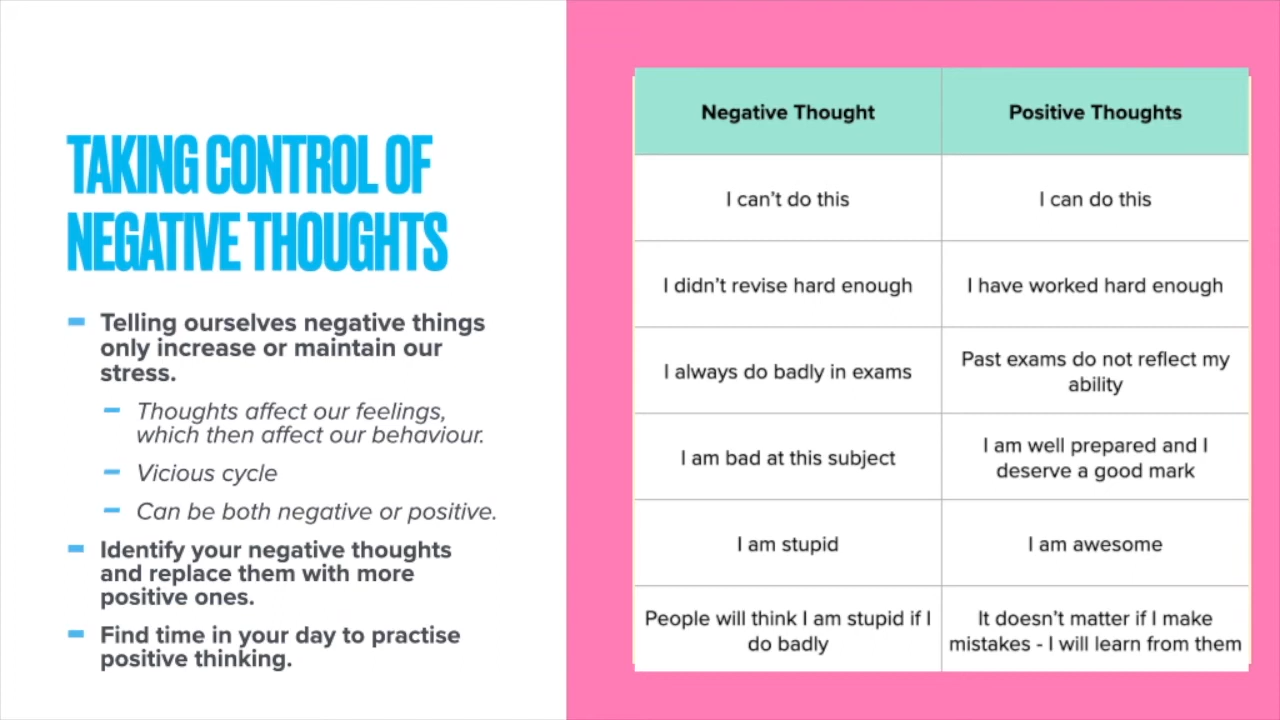 TAKING CONTROL OF
NEGATIVE THOUGHTS
Telling ourselves negative things
only increase or maintain our
stress.
Thoughts affect our feelings,
which then affect our behaviour.
Vicious cycle
Can be both negative or positive.
Identify your negative thoughts
and replace them with more
positive ones.
Find time in your day to practise
positive thinking.
Negative Thought
Positive Thoughts
I can't do this
I can do this
I didn't revise hard enough
I have worked hard enough
I always do badly in exams
Past exams do not reflect my
ability
I am bad at this subject
I am well prepared and I
deserve a good mark
I am stupid
I am awesome
People will think I am stupid if I
do badly
It doesn't matter if I make
mistakes - I will learn from them